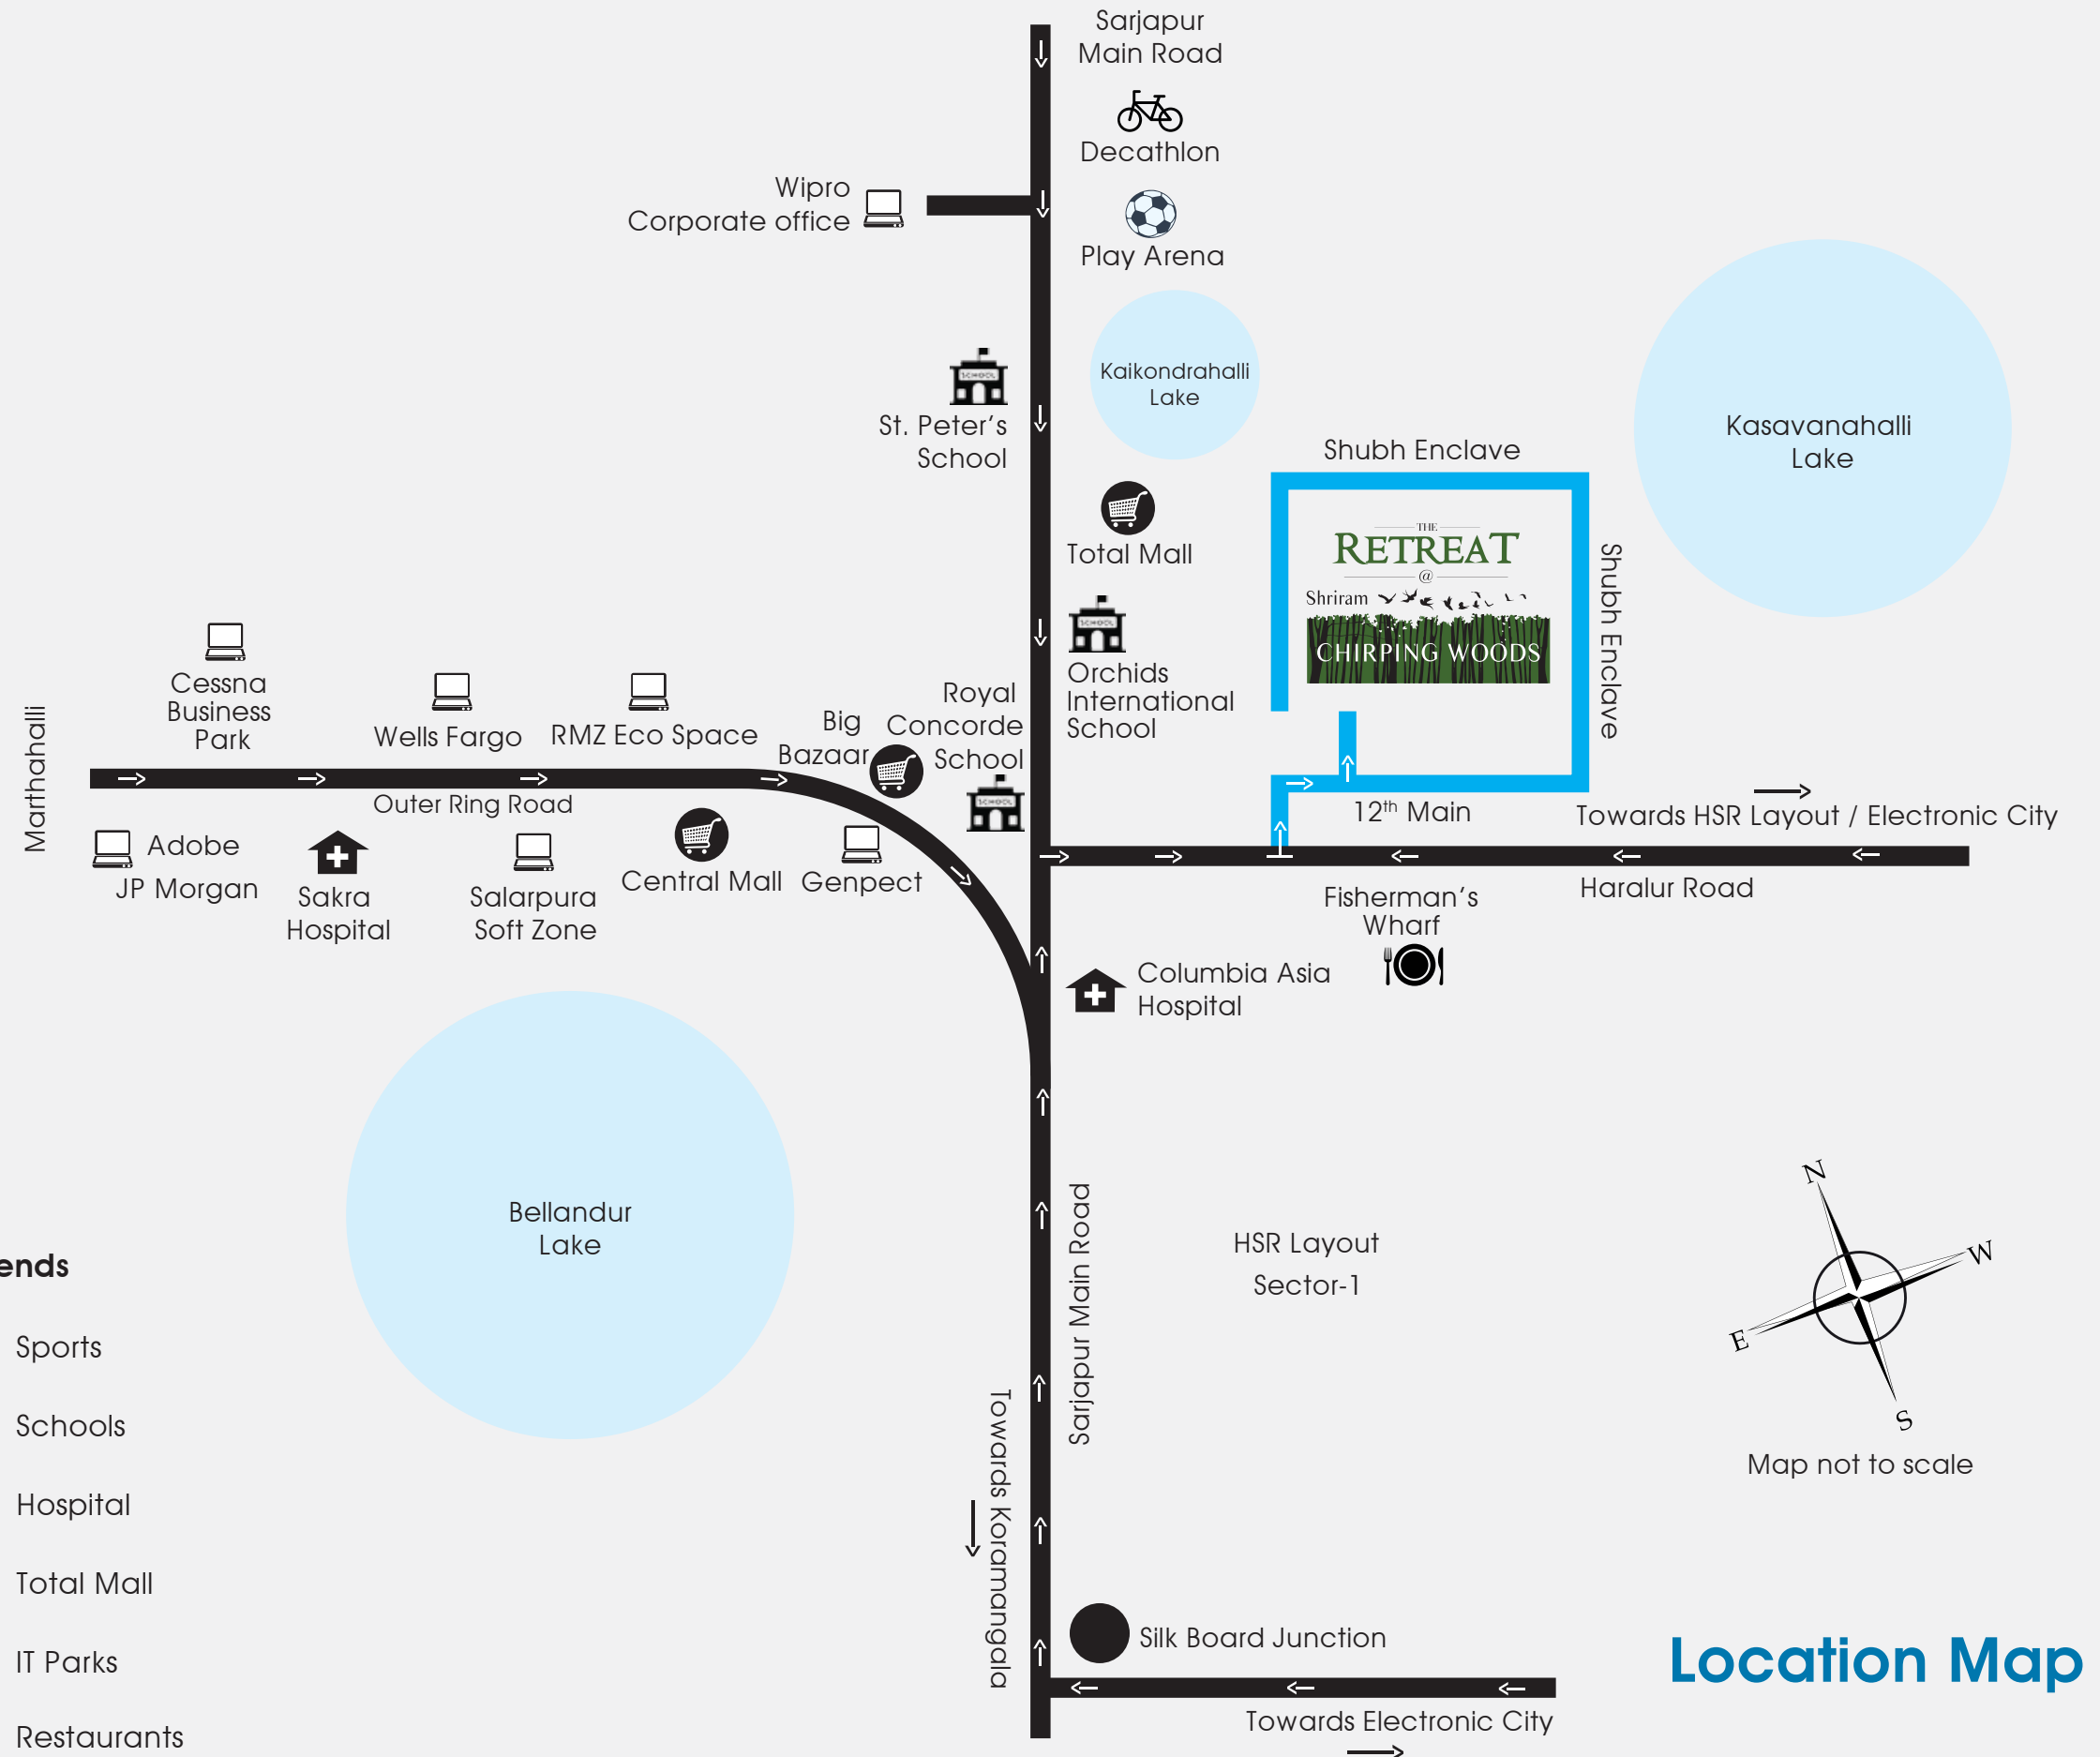 Sarjapur
Main Road
Decathlon
Wipro
Corporate office
Play Arena
Kaikondrahalli
Lake
St. Peter's
School
Kasavanahalli
Lake
Shubh Enclave
Total Mall
THE
RETREAT
@
Shriram
CHIRPING WOODS
Shubh Enclave
Orchids
International
School
Royal
Concorde
School
Big
Bazaar
Cessna
Business
Park
Wells Fargo
RMZ Eco Space
Marthahalli
Outer Ring Road
12th Main
Towards HSR Layout / Electronic City
Adobe
JP Morgan
Sakra
Hospital
Salarpura
Soft Zone
Central Mall
Genpect
Haralur Road
Fisherman's
Wharf
Columbia Asia
Hospital
Bellandur
Lake
Sarjapur Main Road
HSR Layout
Sector-1
N
W
E
S
Map not to scale
ends
Sports
Schools
Hospital
Total Mall
IT Parks
Restaurants
Towards Koramangala
Silk Board Junction
Location Map
Towards Electronic City
SCHOOL
SCHOOL
SCHOOL